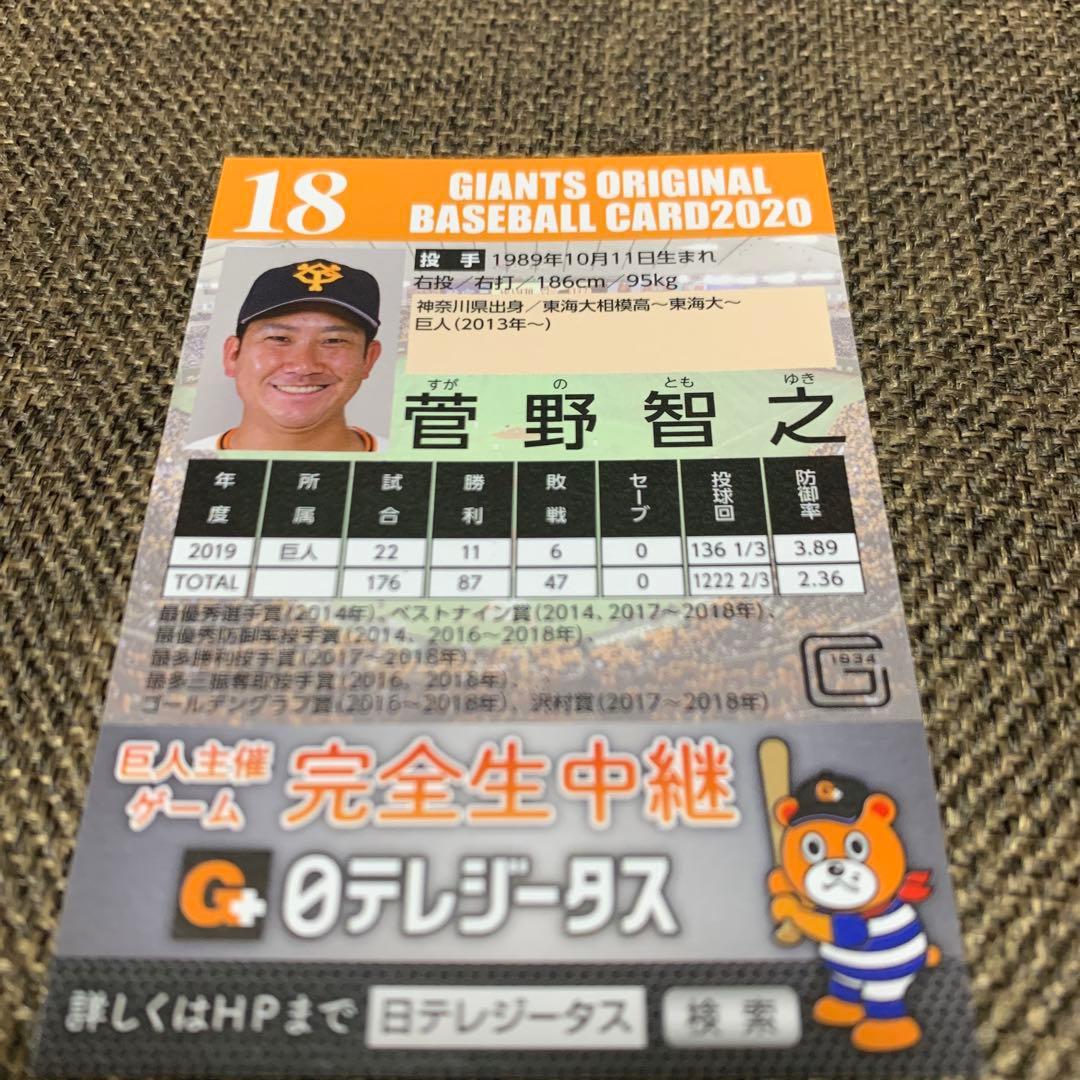 18
GIANTS ORIGINAL
BASEBALL CARD2020
投手 1989年10月11日生まれ
右投／右打／186cm／95kg
神奈川県出身／東海大相模高～東海大～
巨人(2013年～)
すが の とも ゆき
菅野智之
年度 所属 試合 勝利 敗戦 セーブ 投球回 防御率
2019 巨人 22 11 6 0 136 1/3 3.89
TOTAL 176 87 47 0 1222 2/3 2.36
最優秀選手賞(2014年)、ベストナイン賞(2014、2017～2018年)、
最優秀防御率投手賞(2014、2016～2018年)、
最多勝利投手賞(2017～2018年)、
最多三振奪取投手賞(2016、2018年)、
ゴールデングラブ賞(2016～2018年)、沢村賞(2017～2018年)
G 1934
巨人主催
ゲーム
完全生中継
G+ 日テレジータス
詳しくはHPまで 日テレジータス 検索